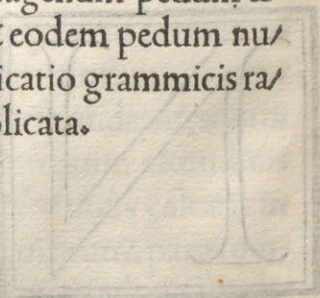 eodem pedum nu/
icatio grammicis ra/
licata.